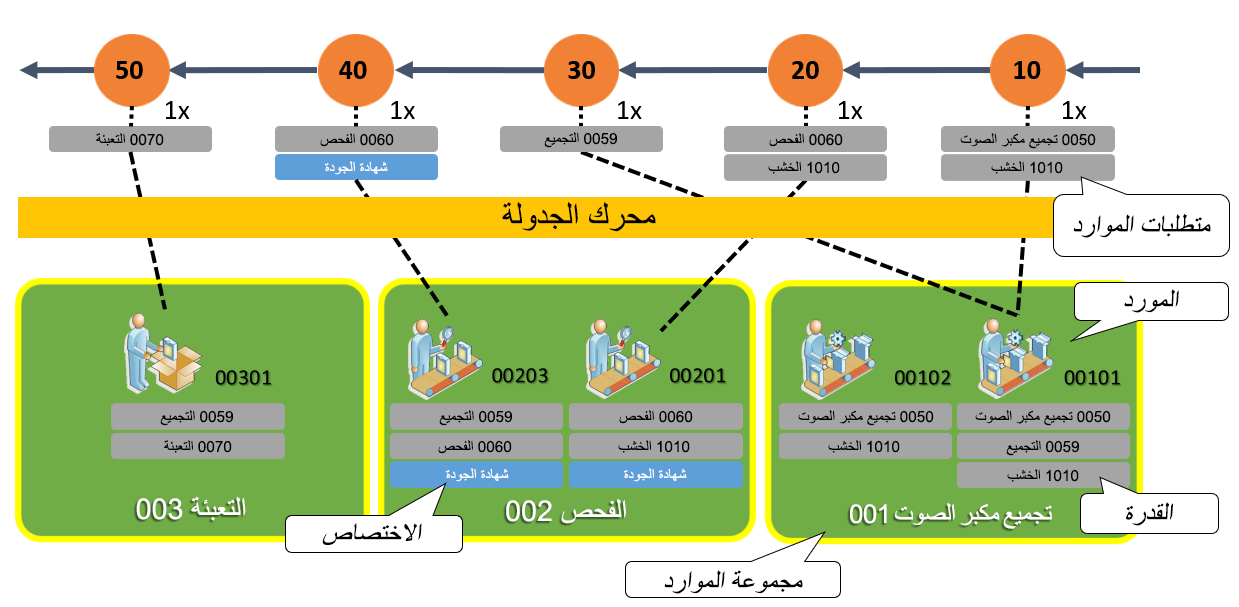 10
20
30
40
50
1x
1x
1x
1x
1x
0050 تجميع مكبر الصوت
1010 الخشب
0060 الفحص
1010 الخشب
0059 التجميع
0060 الفحص
شهادة الجودة
0070 التعبئة
متطلبات الموارد
محرك الجدولة
المورد
00101
0050 تجميع مكبر الصوت
0059 التجميع
1010 الخشب
00102
0050 تجميع مكبر الصوت
1010 الخشب
القدرة
تجميع مكبر الصوت 001
مجموعة الموارد
00201
0060 الفحص
1010 الخشب
شهادة الجودة
00203
0059 التجميع
0060 الفحص
شهادة الجودة
الفحص 002
الاختصاص
00301
0059 التجميع
0070 التعبئة
التعبئة 003